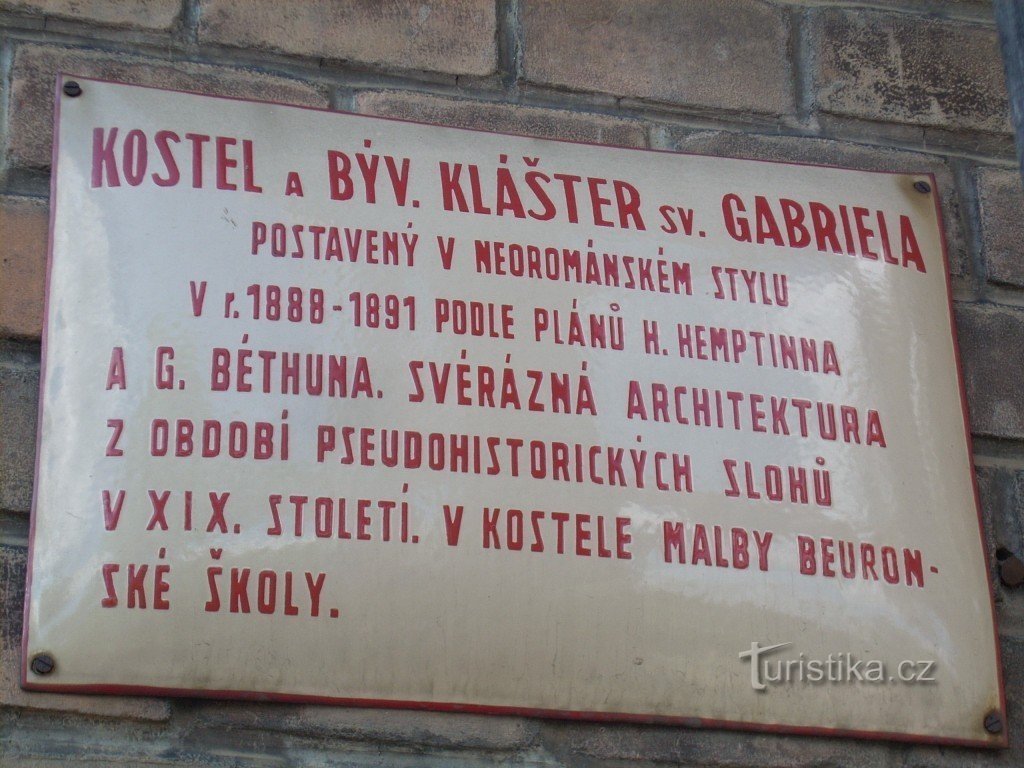 KOSTEL A BÝV. KLÁŠTER SV. GABRIELA
POSTAVENÝ V NEOROMÁNSKÉM STYLU
V r. 1888-1891 PODLE PLÁNŮ H. HEMPTINNA
A G. BÉTHUNA. SVÉRÁZNÁ ARCHITEKTURA
Z OBDOBÍ PSEUDOHISTORICKÝCH SLOHŮ
V XIX. STOLETÍ. V KOSTELE MALBY BEURON-
SKÉ ŠKOLY.
Turistika.cz